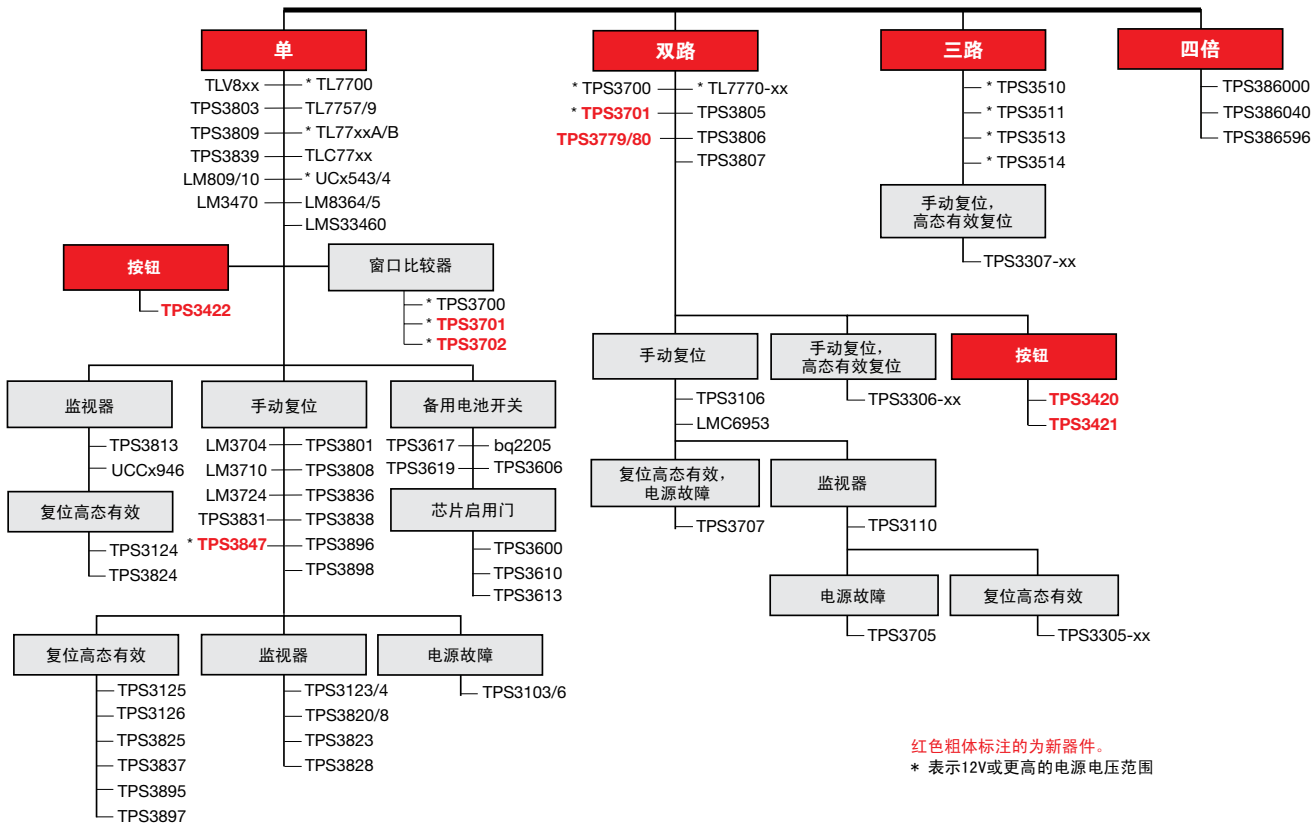 单
TLV8xx
* TL7700
TPS3803
TL7757/9
TPS3809
* TL77xxA/B
TPS3839
TLC77xx
LM809/10
* UCx543/4
LM3470
LM8364/5
LMS33460
按钮
TPS3422
窗口比较器
* TPS3700
* TPS3701
* TPS3702
监视器
TPS3813
UCCx946
复位高态有效
TPS3124
TPS3824
手动复位
LM3704
TPS3801
LM3710
TPS3808
LM3724
TPS3836
TPS3831
TPS3838
* TPS3847
TPS3896
TPS3898
备用电池开关
TPS3617
bq2205
TPS3619
TPS3606
芯片启用门
TPS3600
TPS3610
TPS3613
复位高态有效
TPS3125
TPS3126
TPS3825
TPS3837
TPS3895
TPS3897
监视器
TPS3123/4
TPS3820/8
TPS3823
TPS3828
电源故障
TPS3103/6
双路
* TPS3700
* TL7770-xx
* TPS3701
TPS3805
TPS3779/80
TPS3806
TPS3807
手动复位
TPS3106
LMC6953
复位高态有效，
电源故障
TPS3707
监视器
TPS3110
电源故障
TPS3705
复位高态有效
TPS3305-xx
手动复位，
高态有效复位
TPS3306-xx
按钮
TPS3420
TPS3421
三路
* TPS3510
* TPS3511
* TPS3513
* TPS3514
手动复位，
高态有效复位
TPS3307-xx
四倍
TPS386000
TPS386040
TPS386596
红色粗体标注的为新器件。
* 表示12V或更高的电源电压范围